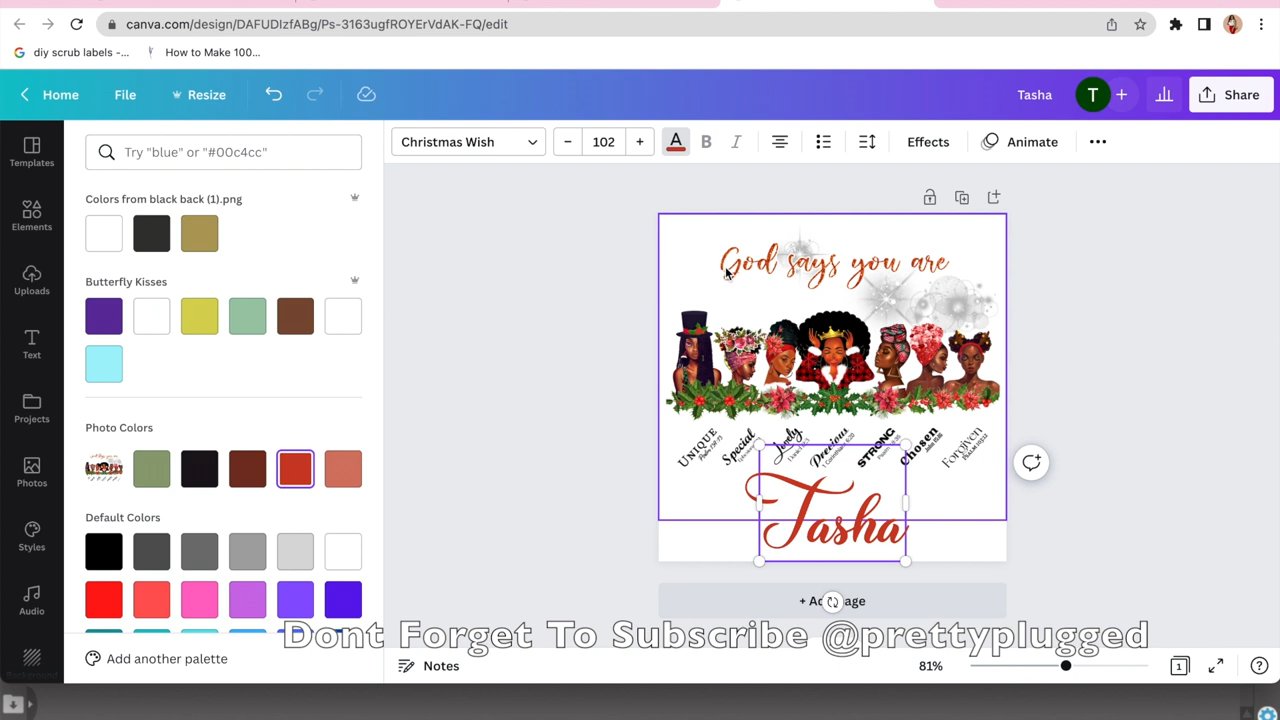 canva.com/design/DAFUDIzfABg/Ps-3163ugfROYErVdAK-FQ/edit
diy scrub labels -...
How to Make 100...
Home
File
Resize
Tasha
T
Share
Templates
Elements
Uploads
Text
Projects
Photos
Styles
Audio
Try "blue" or "#00c4cc"
Colors from black back (1).png
Butterfly Kisses
Photo Colors
Default Colors
Add another palette
Christmas Wish
102
A
B
I
Effects
Animate
God says you are
UNIQUE
Special
Lovely
Precious
STRONG
Chosen
Forgiven
Tasha
Dont Forget To Subscribe @prettyplugged
Notes
81%
1